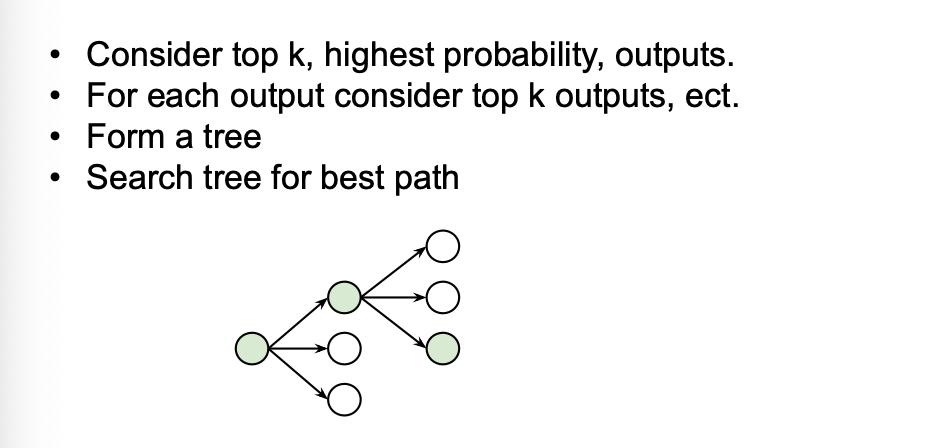 • Consider top k, highest probability, outputs.
• For each output consider top k outputs, ect.
• Form a tree
• Search tree for best path